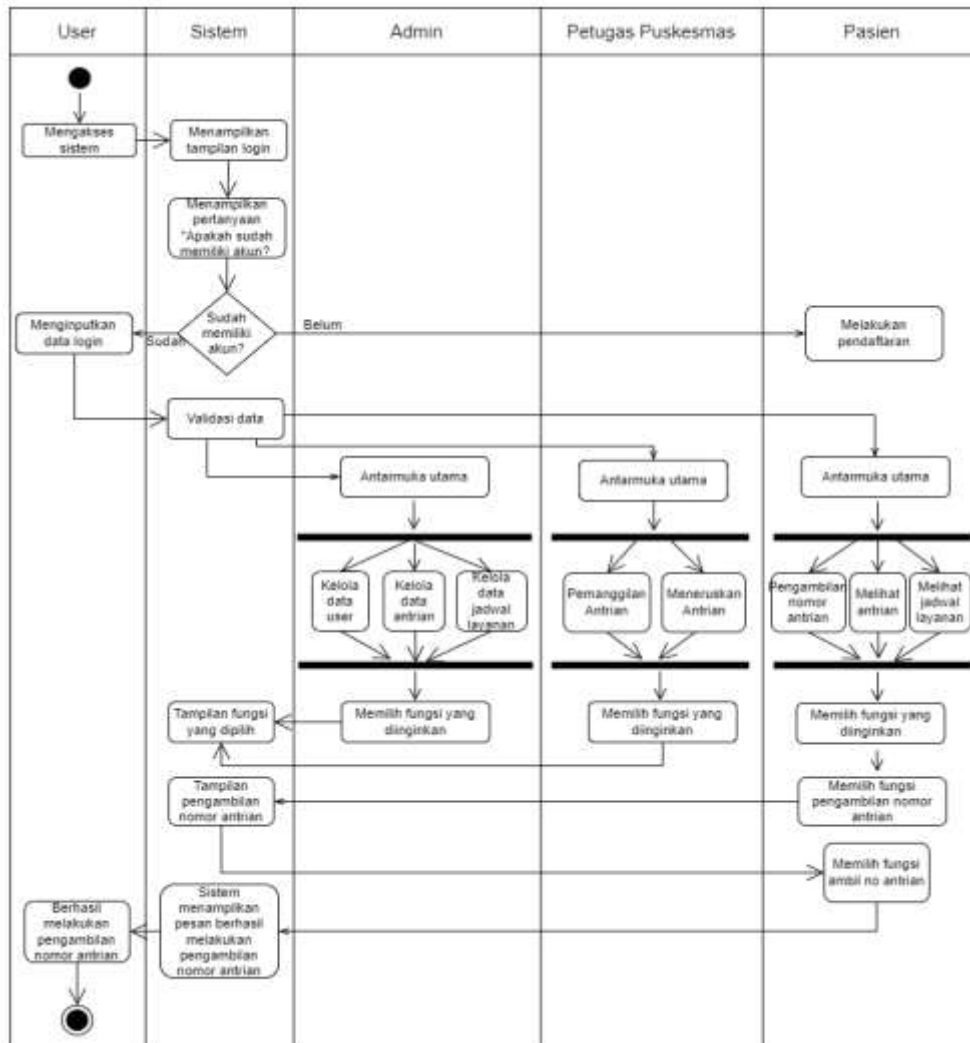 User
Sistem
Admin
Petugas Puskesmas
Pasien
Mengakses
sistem
Menampilkan
tampilan login
Menampilkan
pertanyaan
"Apakah sudah
memiliki akun?
Sudah
memiliki
akun?
Sudah
Belum
Menginputkan
data login
Melakukan
pendaftaran
Validasi data
Antarmuka utama
Antarmuka utama
Antarmuka utama
Kelola
data
user
Kelola
data
antrian
Kelola
data
jadwal
layanan
Pemanggilan
Antrian
Meneruskan
Antrian
Pengambilan
nomor
antrian
Melihat
antrian
Melihat
jadwal
layanan
Tampilan fungsi
yang dipilih
Memilih fungsi yang
diinginkan
Memilih fungsi yang
diinginkan
Memilih fungsi yang
diinginkan
Tampilan
pengambilan
nomor antrian
Memilih fungsi
pengambilan nomor
antrian
Memilih fungsi
ambil no antrian
Sistem
menampilkan
pesan berhasil
melakukan
pengambilan
nomor antrian
Berhasil
melakukan
pengambilan
nomor antrian